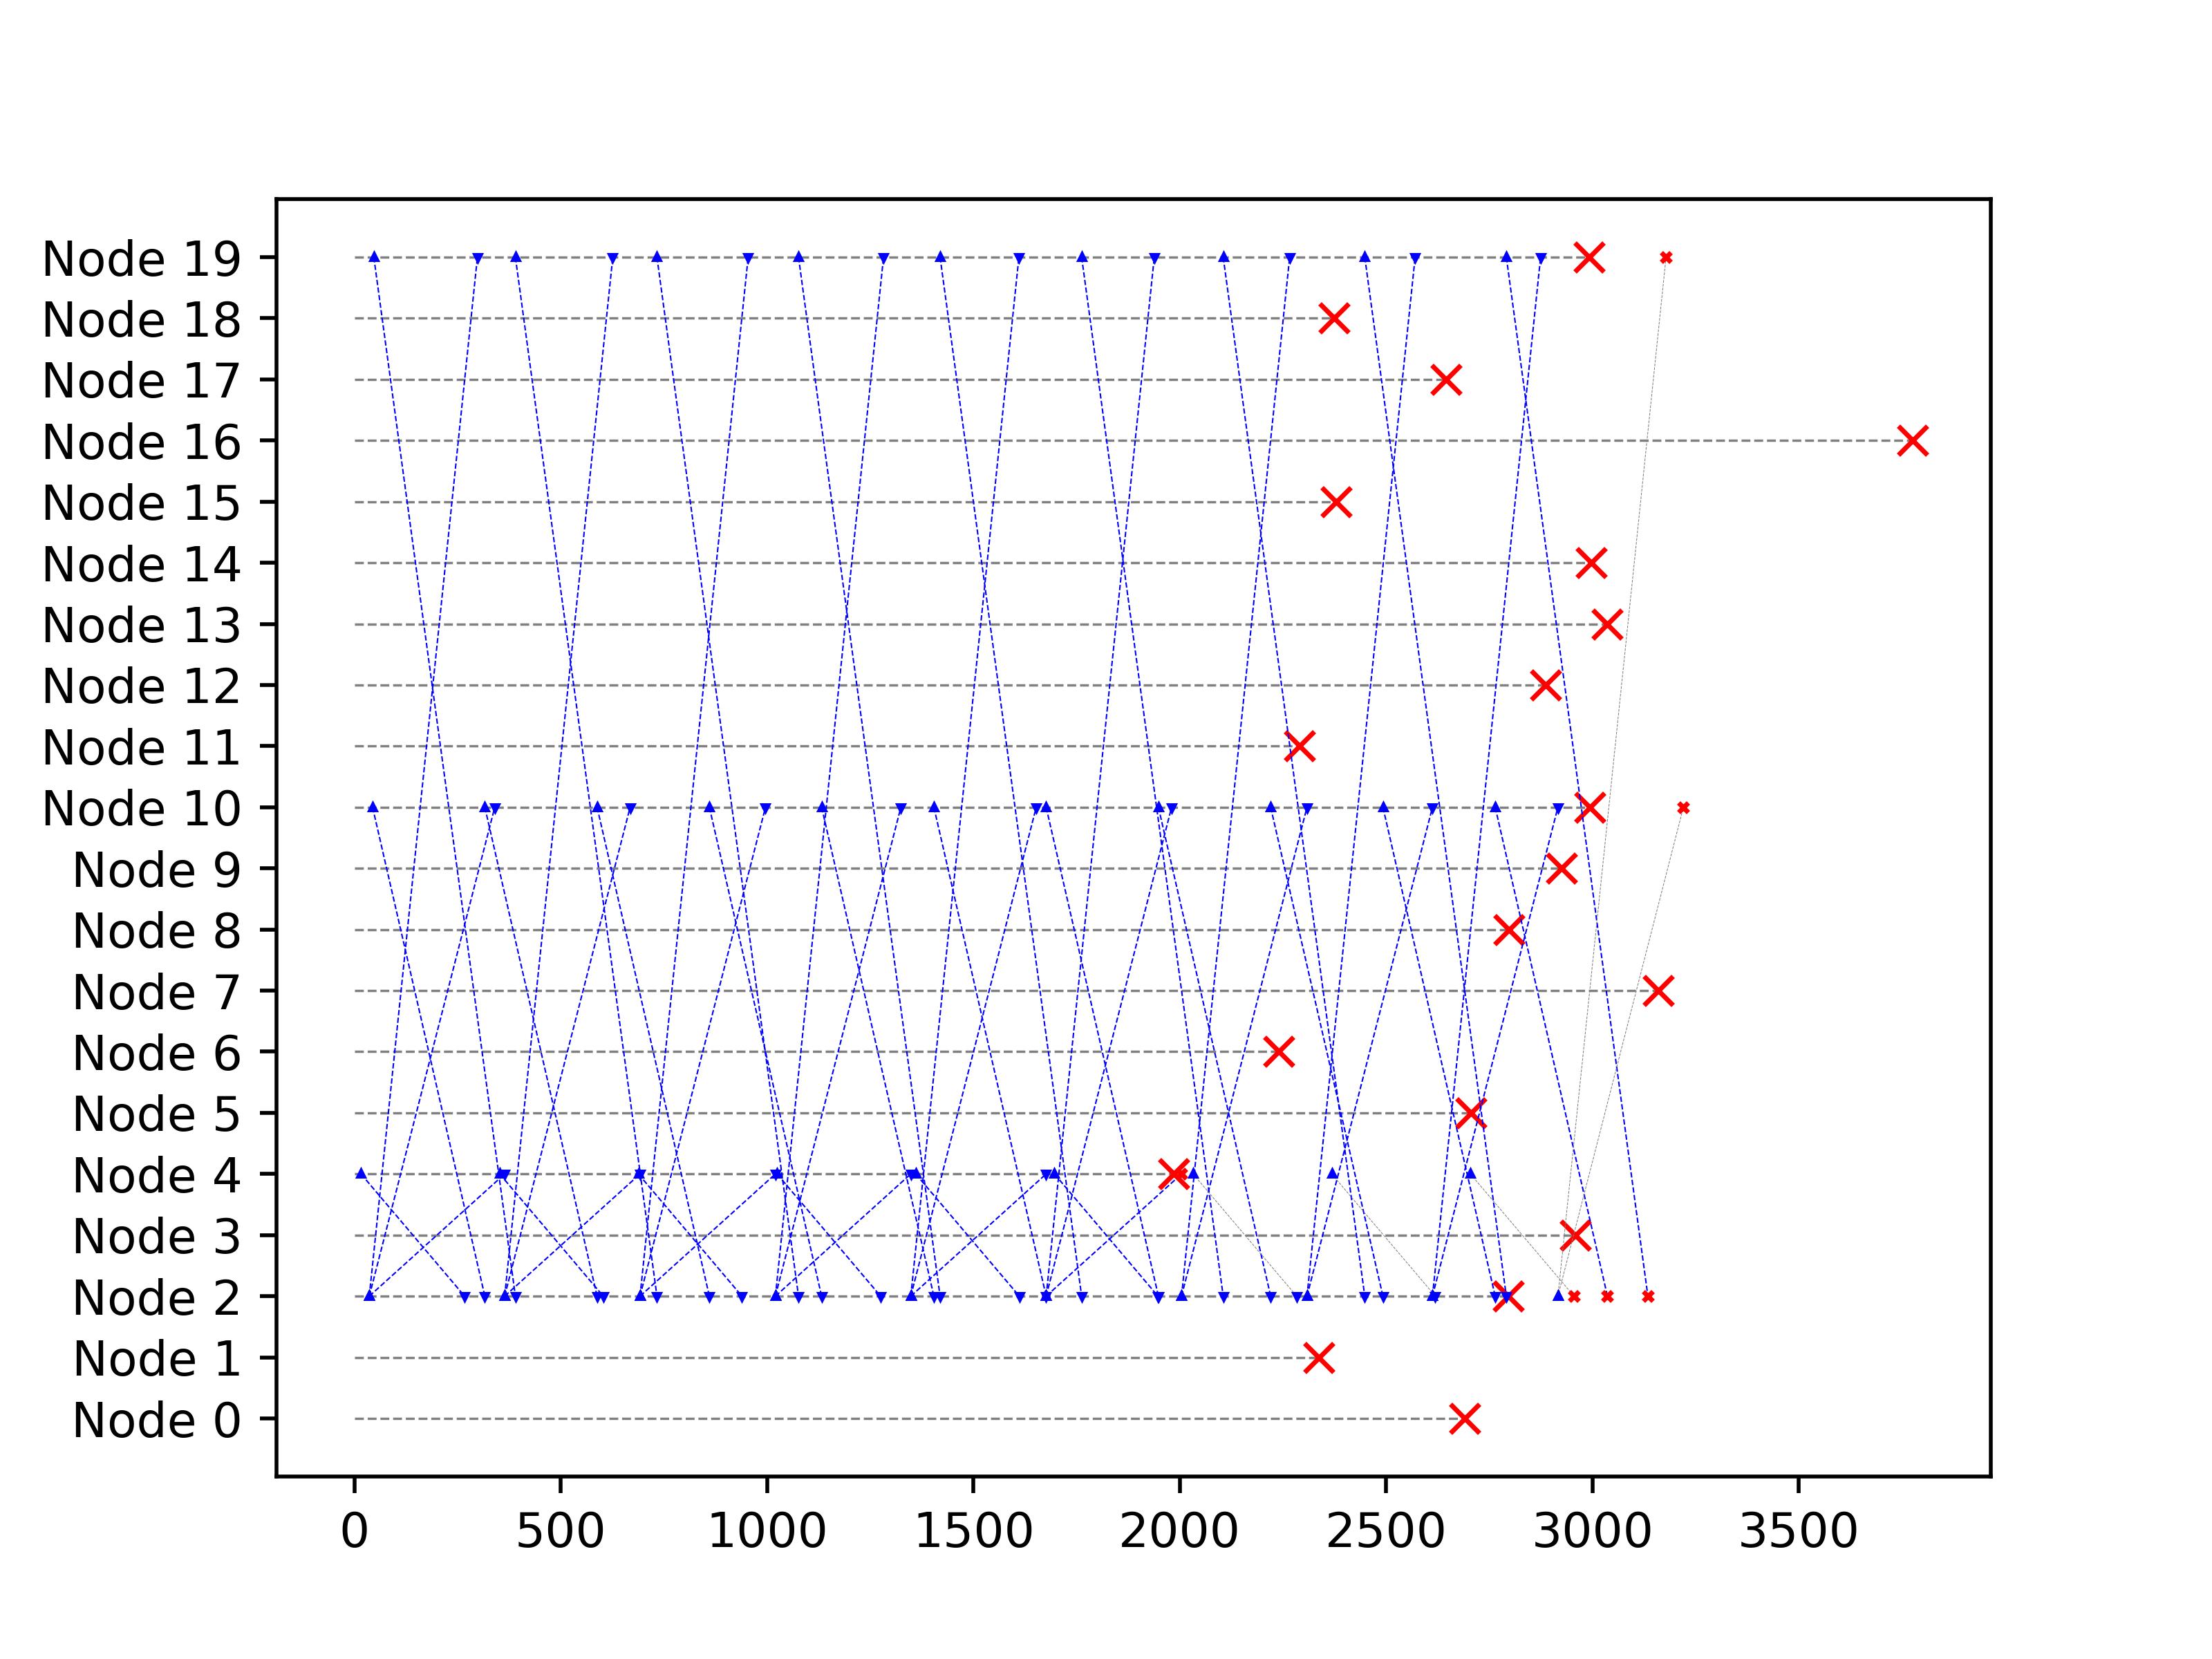 Node 19
Node 18
Node 17
Node 16
Node 15
Node 14
Node 13
Node 12
Node 11
Node 10
Node 9
Node 8
Node 7
Node 6
Node 5
Node 4
Node 3
Node 2
Node 1
Node 0
0 500 1000 1500 2000 2500 3000 3500